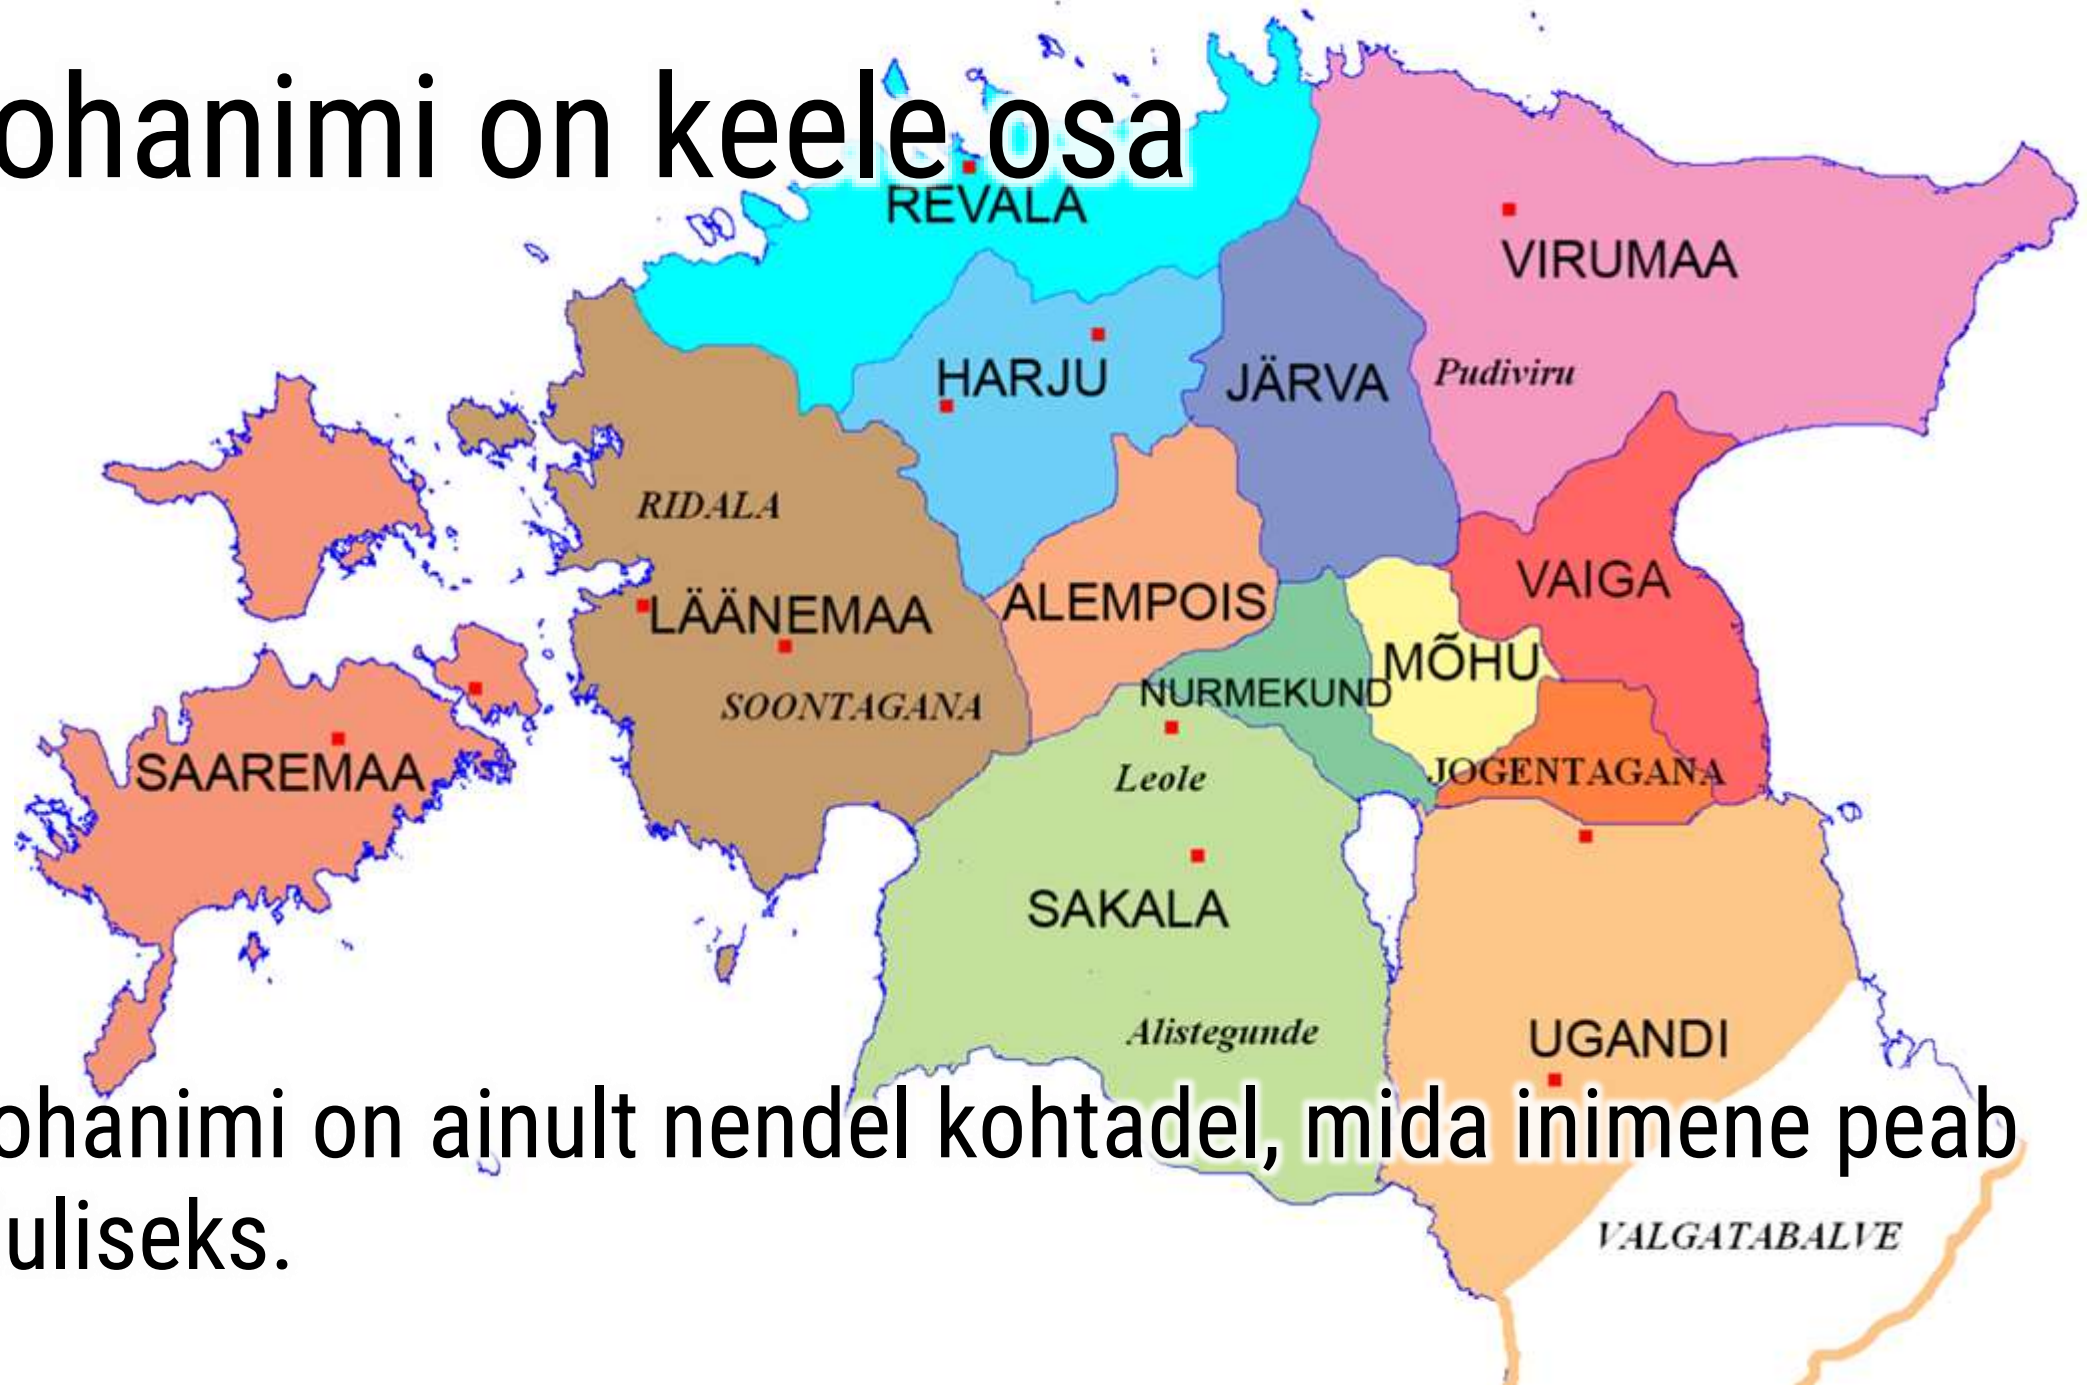 ohanimi on keele osa
REVALA
VIRUMAA
HARJU
JÄRVA
Pudiviru
RIDALA
VAIGA
LÄÄNEMAA
ALEMPOIS
MÕHU
NURMEKUND
SOONTAGANA
SAAREMAA
Leole
JOGENTAGANA
SAKALA
Alistegunde
UGANDI
ohanimi on ainult nendel kohtadel, mida inimene peab
uliseks.
VALGATABALVE